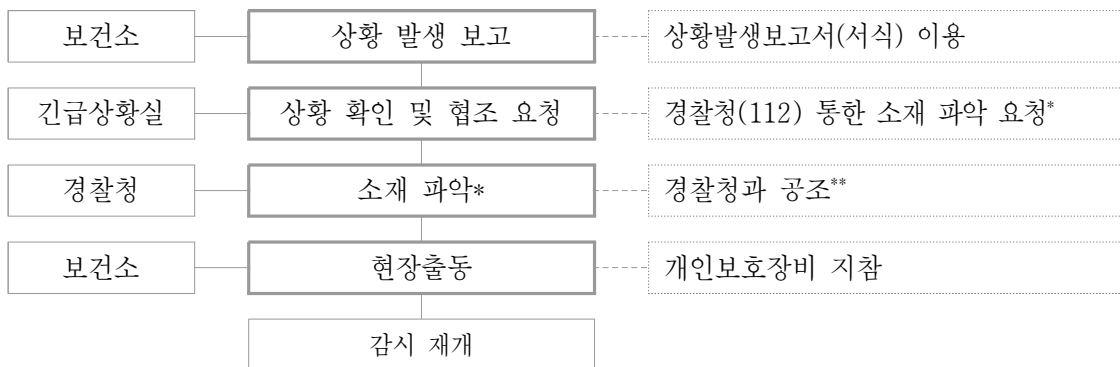 보건소 상황 발생 보고 상황발생보고서(서식) 이용
긴급상황실 상황 확인 및 협조 요청 경찰청(112) 통한 소재 파악 요청*
경찰청 소재 파악* 경찰청과 공조**
보건소 현장출동 개인보호장비 지참
감시 재개